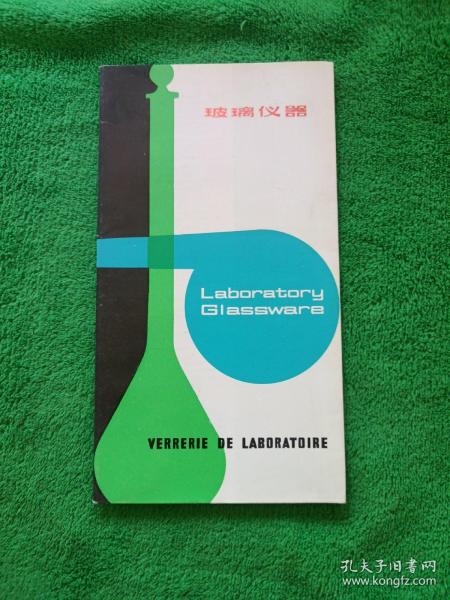 玻璃仪器
Laboratory
Glassware
VERRERIE DE LABORATOIRE
孔夫子旧书网
www.kongfz.com